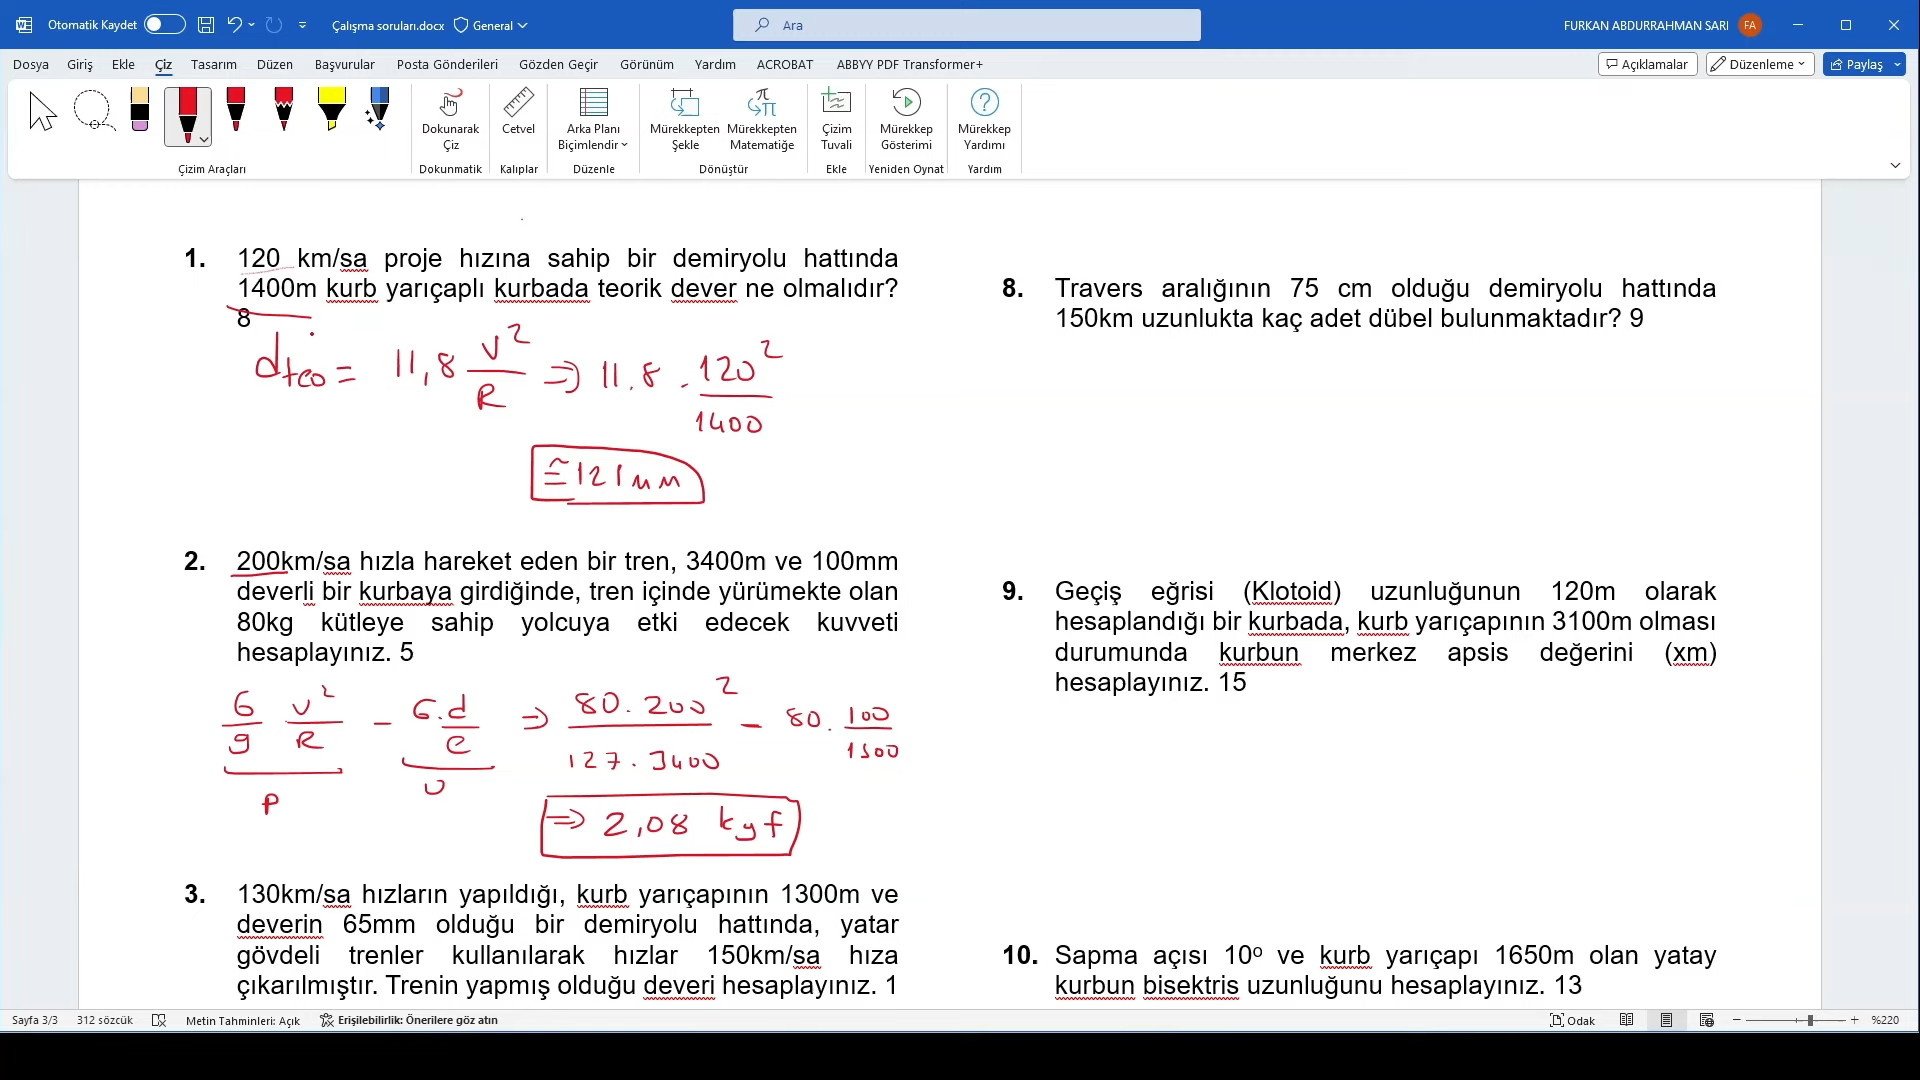 Otomatik Kaydet
Çalışma soruları.docx
General
Ara
FURKAN ABDURRAHMAN SARI
FA
Dosya Giriş Ekle Çiz Tasarım Düzen Başvurular Posta Gönderileri Gözden Geçir Görünüm Yardım ACROBAT ABBYY PDF Transformer+
Açıklamalar
Düzenleme
Paylaş
Dokunarak Çiz
Cetvel
Arka Planı Biçimlendir
Mürekkepten Şekle
Mürekkepten Matematiğe
Çizim Tuvali
Mürekkep Gösterimi
Mürekkep Yardımı
Çizim Araçları
Dokunmatik
Kalıplar
Düzenle
Dönüştür
Ekle
Yeniden Oynat
Yardım
1. 120 km/sa proje hızına sahip bir demiryolu hattında
1400m kurb yarıçaplı kurbada teorik dever ne olmalıdır?
8
dteo = 11,8 v²/R ⇒ 11.8 . 120²/1400
≅ 121 mm
2. 200km/sa hızla hareket eden bir tren, 3400m ve 100mm
deverli bir kurbaya girdiğinde, tren içinde yürümekte olan
80kg kütleye sahip yolcuya etki edecek kuvveti
hesaplayınız. 5
G/g v²/R - G.d/e ⇒ 80.200²/127.3400 - 80.100/1500
P U
⇒ 2,08 kgf
3. 130km/sa hızların yapıldığı, kurb yarıçapının 1300m ve
deverin 65mm olduğu bir demiryolu hattında, yatar
gövdeli trenler kullanılarak hızlar 150km/sa hıza
çıkarılmıştır. Trenin yapmış olduğu deveri hesaplayınız. 1
8. Travers aralığının 75 cm olduğu demiryolu hattında
150km uzunlukta kaç adet dübel bulunmaktadır? 9
9. Geçiş eğrisi (Klotoid) uzunluğunun 120m olarak
hesaplandığı bir kurbada, kurb yarıçapının 3100m olması
durumunda kurbun merkez apsis değerini (xm)
hesaplayınız. 15
10. Sapma açısı 10º ve kurb yarıçapı 1650m olan yatay
kurbun bisektris uzunluğunu hesaplayınız. 13
Sayfa 3/3
312 sözcük
Metin Tahminleri: Açık
Erişilebilirlik: Önerilere göz atın
Odak
%220